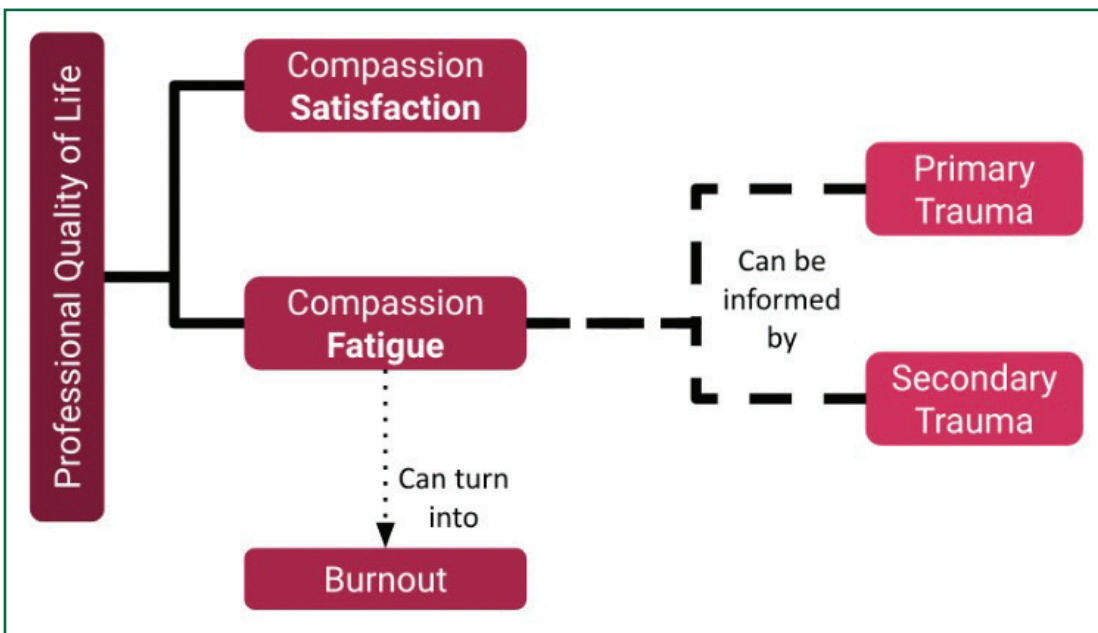 Professional Quality of Life
Compassion
Satisfaction
Compassion
Fatigue
Can turn
into
Burnout
Can be
informed
by
Primary
Trauma
Secondary
Trauma